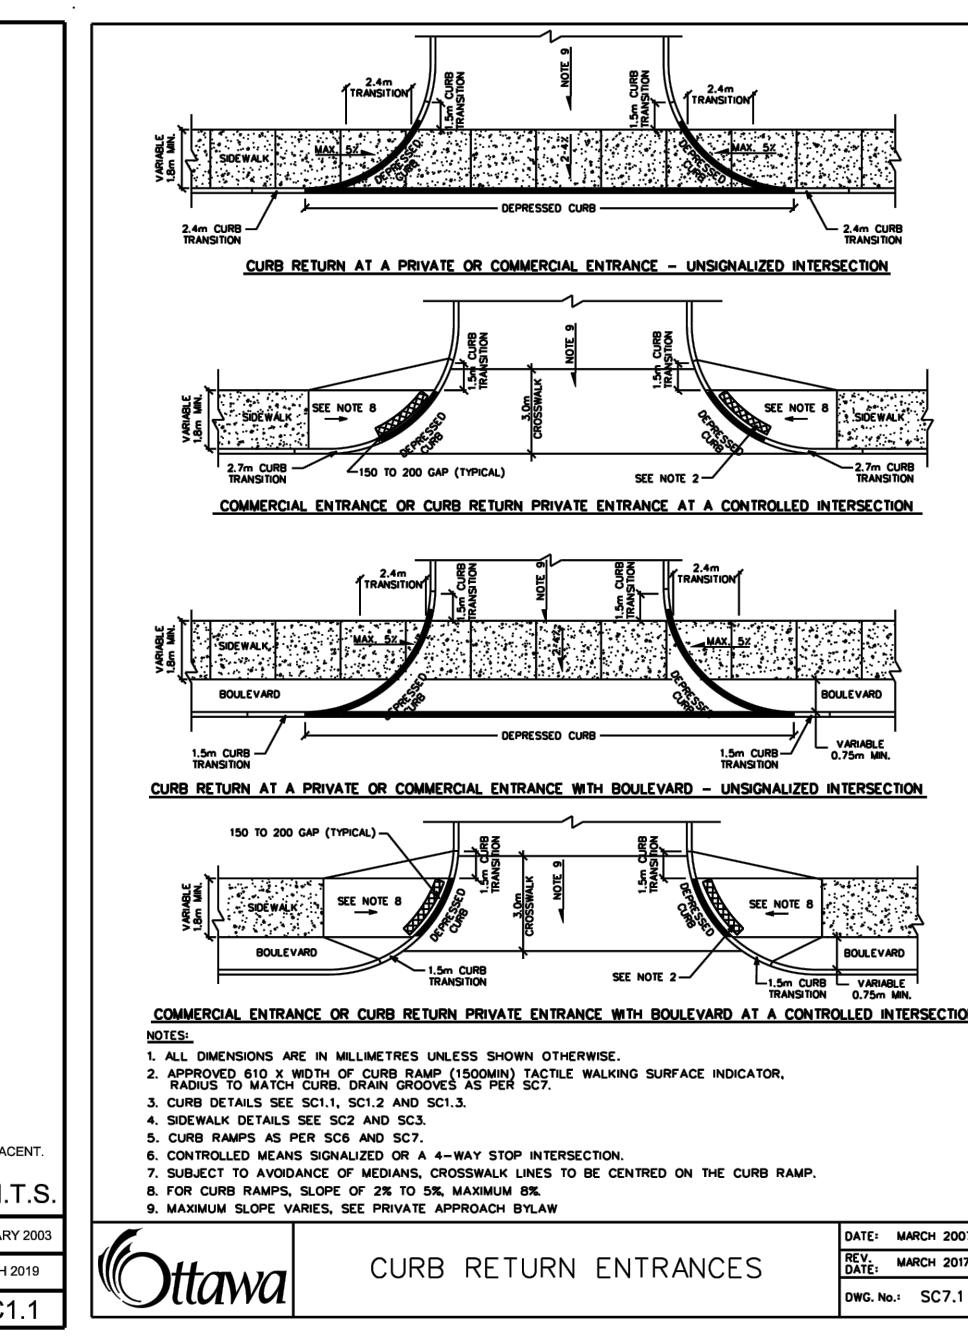 ACENT.
I.T.S.
ARY 2003
H 2019
C1.1
NOTE 9
2.4m
TRANSITION
1.5m CURB
TRANSITION
1.5m CURB
TRANSITION
2.4m
TRANSITION
VARIABLE
1.8m MIN.
SIDEWALK
MAX. 5%
DEPRESSED
CURB
2-4%
DEPRESSED
CURB
MAX. 5%
DEPRESSED CURB
2.4m CURB
TRANSITION
2.4m CURB
TRANSITION
CURB RETURN AT A PRIVATE OR COMMERCIAL ENTRANCE - UNSIGNALIZED INTERSECTION
NOTE 9
1.5m CURB
TRANSITION
1.5m CURB
TRANSITION
VARIABLE
1.8m MIN.
SIDEWALK
SEE NOTE 8
DEPRESSED
CURB
3.0m
CROSSWALK
DEPRESSED
CURB
SEE NOTE 8
SIDEWALK
2.7m CURB
TRANSITION
150 TO 200 GAP (TYPICAL)
SEE NOTE 2
2.7m CURB
TRANSITION
COMMERCIAL ENTRANCE OR CURB RETURN PRIVATE ENTRANCE AT A CONTROLLED INTERSECTION
2.4m
TRANSITION
1.5m CURB
TRANSITION
NOTE 9
1.5m CURB
TRANSITION
2.4m
TRANSITION
VARIABLE
1.8m MIN.
SIDEWALK
MAX. 5%
2-4%
MAX. 5%
BOULEVARD
DEPRESSED
CURB
DEPRESSED
CURB
BOULEVARD
DEPRESSED CURB
1.5m CURB
TRANSITION
1.5m CURB
TRANSITION
VARIABLE
0.75m MIN.
CURB RETURN AT A PRIVATE OR COMMERCIAL ENTRANCE WITH BOULEVARD - UNSIGNALIZED INTERSECTION
150 TO 200 GAP (TYPICAL)
1.5m CURB
TRANSITION
NOTE 9
1.5m CURB
TRANSITION
VARIABLE
1.8m MIN.
SIDEWALK
SEE NOTE 8
DEPRESSED
CURB
3.0m
CROSSWALK
DEPRESSED
CURB
SEE NOTE 8
BOULEVARD
1.5m CURB
TRANSITION
SEE NOTE 2
1.5m CURB
TRANSITION
BOULEVARD
VARIABLE
0.75m MIN.
COMMERCIAL ENTRANCE OR CURB RETURN PRIVATE ENTRANCE WITH BOULEVARD AT A CONTROLLED INTERSECTIO
NOTES:
1. ALL DIMENSIONS ARE IN MILLIMETRES UNLESS SHOWN OTHERWISE.
2. APPROVED 610 X WIDTH OF CURB RAMP (1500MIN) TACTILE WALKING SURFACE INDICATOR,
RADIUS TO MATCH CURB. DRAIN GROOVES AS PER SC7.
3. CURB DETAILS SEE SC1.1, SC1.2 AND SC1.3.
4. SIDEWALK DETAILS SEE SC2 AND SC3.
5. CURB RAMPS AS PER SC6 AND SC7.
6. CONTROLLED MEANS SIGNALIZED OR A 4-WAY STOP INTERSECTION.
7. SUBJECT TO AVOIDANCE OF MEDIANS, CROSSWALK LINES TO BE CENTRED ON THE CURB RAMP.
8. FOR CURB RAMPS, SLOPE OF 2% TO 5%, MAXIMUM 8%.
9. MAXIMUM SLOPE VARIES, SEE PRIVATE APPROACH BYLAW
Ottawa
CURB RETURN ENTRANCES
DATE: MARCH 2007
REV. DATE: MARCH 2017
DWG. No.: SC7.1